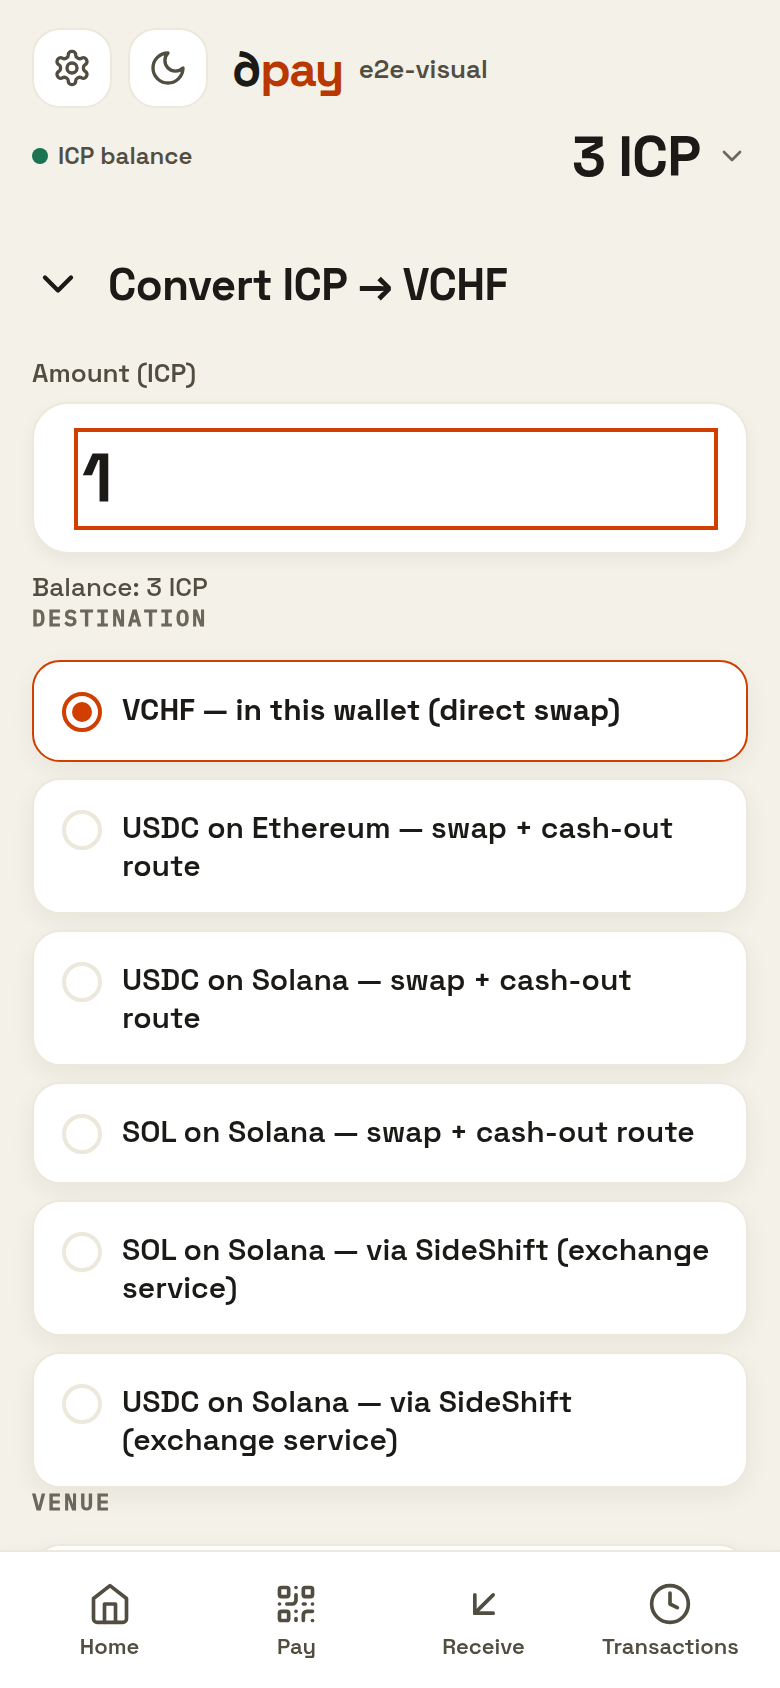 ∂pay e2e-visual
ICP balance
3 ICP
Convert ICP → VCHF
Amount (ICP)
1
Balance: 3 ICP
DESTINATION
VCHF — in this wallet (direct swap)
USDC on Ethereum — swap + cash-out
route
USDC on Solana — swap + cash-out
route
SOL on Solana — swap + cash-out route
SOL on Solana — via SideShift (exchange
service)
USDC on Solana — via SideShift
(exchange service)
VENUE
Home
Pay
Receive
Transactions